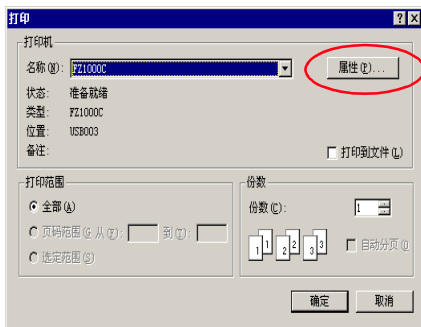 打印
打印机
名称(N): FZ1000C 属性(P)...
状态: 准备就绪
类型: FZ1000C
位置: USB003
备注: 打印到文件(L)
打印范围
全部(A)
页码范围(G 从(F): 到(T):
选定范围(S)
份数
份数(C): 1
1 1 2 2 3 3 自动分页(O
确定 取消